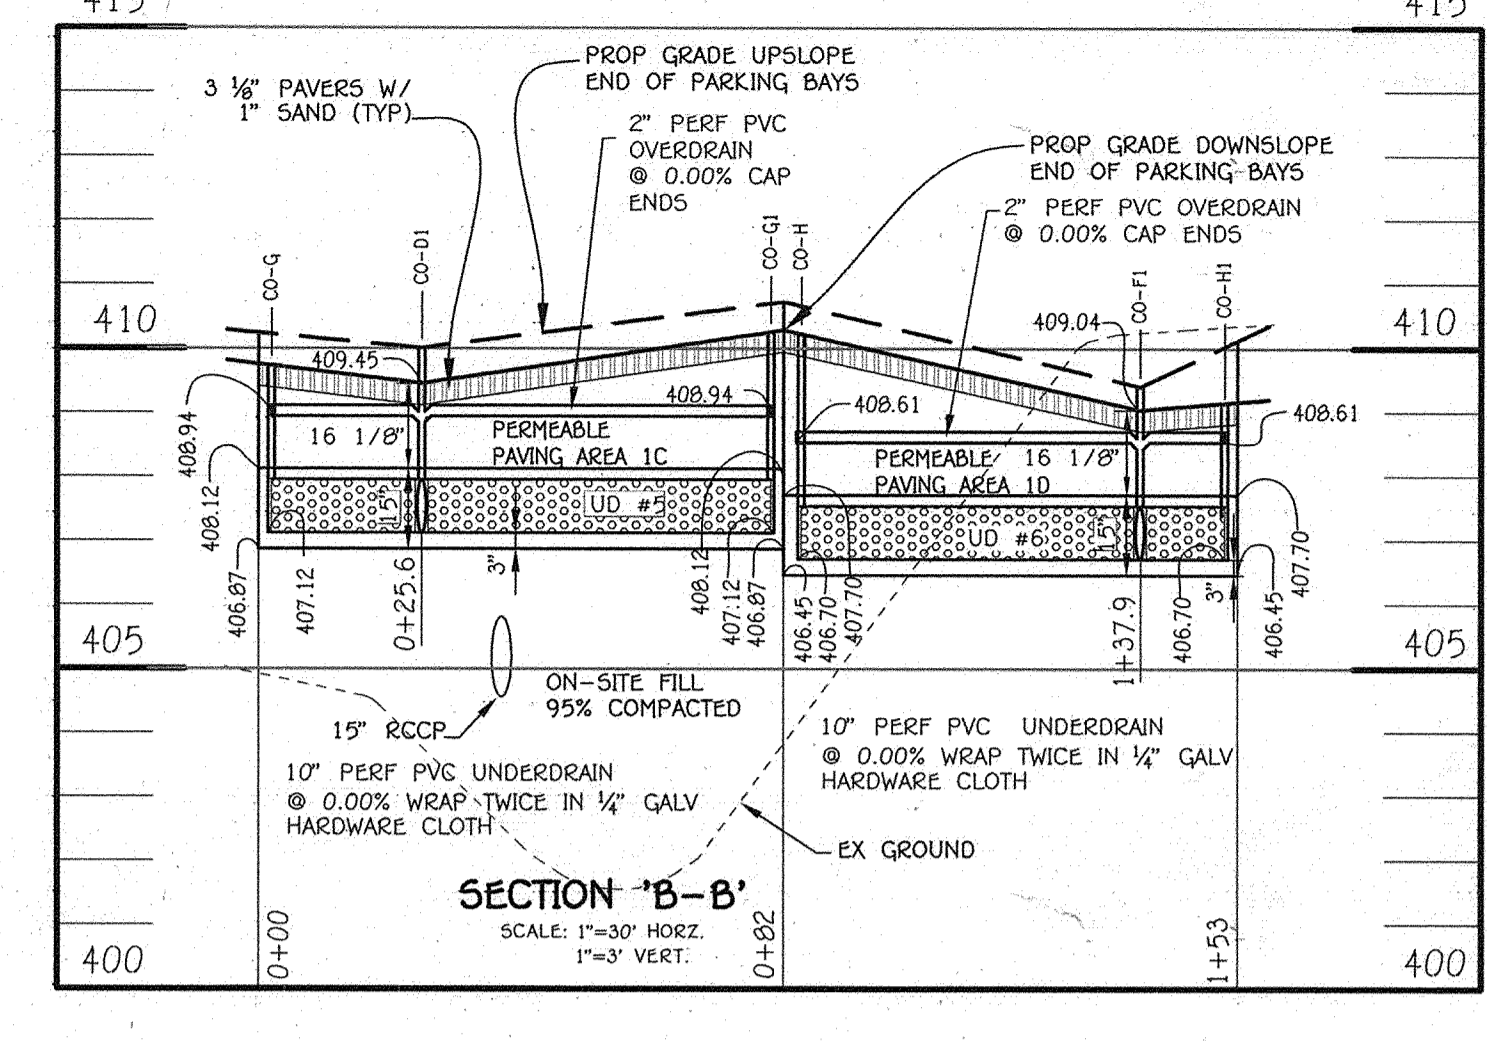 415
415
PROP GRADE UPSLOPE
END OF PARKING BAYS
3 ⅛" PAVERS W/
1" SAND (TYP)
2" PERF PVC
OVERDRAIN
@ 0.00% CAP
ENDS
PROP GRADE DOWNSLOPE
END OF PARKING BAYS
2" PERF PVC OVERDRAIN
@ 0.00% CAP ENDS
CO-G
CO-D1
CO-G1
CO-H
CO-F1
CO-H1
410
410
409.45
409.04
408.94
408.94
408.61
408.61
16 1/8"
PERMEABLE
PAVING AREA 1C
PERMEABLE
PAVING AREA 1D
16 1/8"
408.12
15"
UD #5
UD #6
15"
406.87
407.12
0+25.6
3"
408.12
407.12
406.87
406.45
406.70
407.70
1+37.9
406.70
3"
406.45
407.70
405
405
ON-SITE FILL
95% COMPACTED
15" RCCP
10" PERF PVC UNDERDRAIN
@ 0.00% WRAP TWICE IN ¼" GALV
HARDWARE CLOTH
10" PERF PVC UNDERDRAIN
@ 0.00% WRAP TWICE IN ¼" GALV
HARDWARE CLOTH
EX GROUND
SECTION 'B-B'
SCALE: 1"=30' HORZ.
1"=3' VERT.
0+00
0+82
1+53
400
400